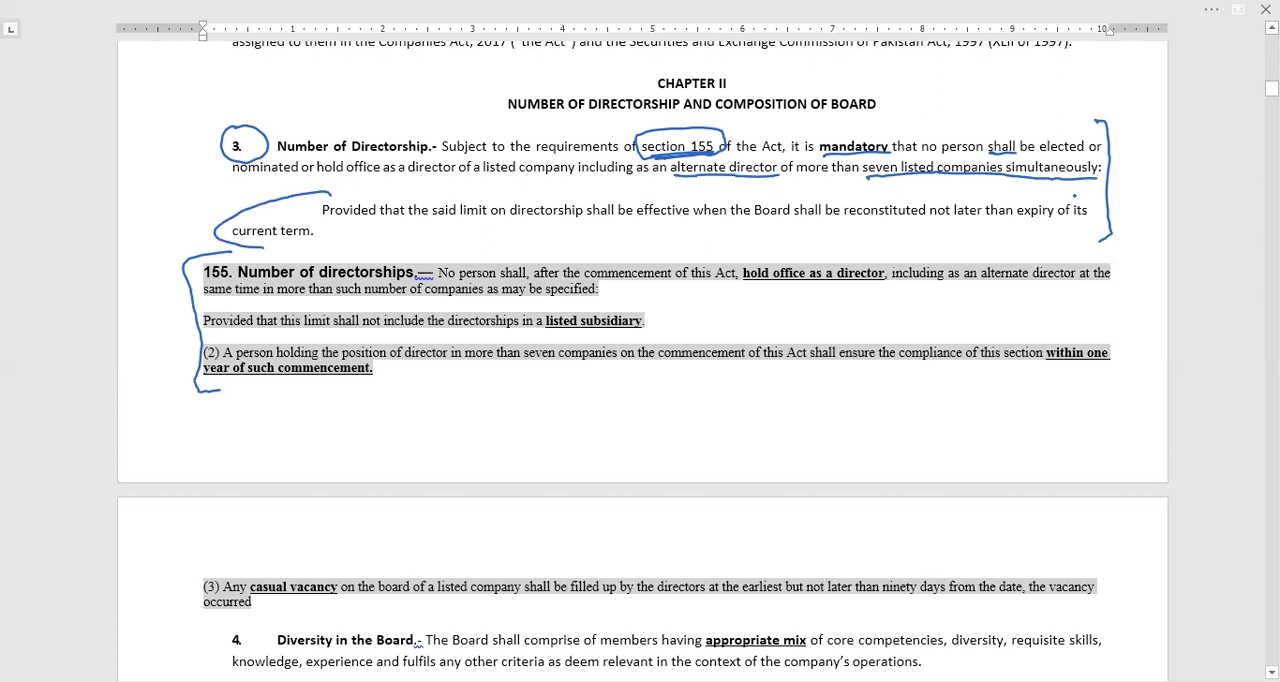 1 2 3 4 5 6 7 8 9 10
assigned to them in the Companies Act, 2017 ("the Act") and the Securities and Exchange Commission of Pakistan Act, 1997 (XLII of 1997).
CHAPTER II
NUMBER OF DIRECTORSHIP AND COMPOSITION OF BOARD
3. Number of Directorship.- Subject to the requirements of section 155 of the Act, it is mandatory that no person shall be elected or
nominated or hold office as a director of a listed company including as an alternate director of more than seven listed companies simultaneously:
Provided that the said limit on directorship shall be effective when the Board shall be reconstituted not later than expiry of its
current term.
155. Number of directorships.— No person shall, after the commencement of this Act, hold office as a director, including as an alternate director at the
same time in more than such number of companies as may be specified:
Provided that this limit shall not include the directorships in a listed subsidiary.
(2) A person holding the position of director in more than seven companies on the commencement of this Act shall ensure the compliance of this section within one
year of such commencement.
(3) Any casual vacancy on the board of a listed company shall be filled up by the directors at the earliest but not later than ninety days from the date, the vacancy
occurred
4. Diversity in the Board.- The Board shall comprise of members having appropriate mix of core competencies, diversity, requisite skills,
knowledge, experience and fulfils any other criteria as deem relevant in the context of the company's operations.